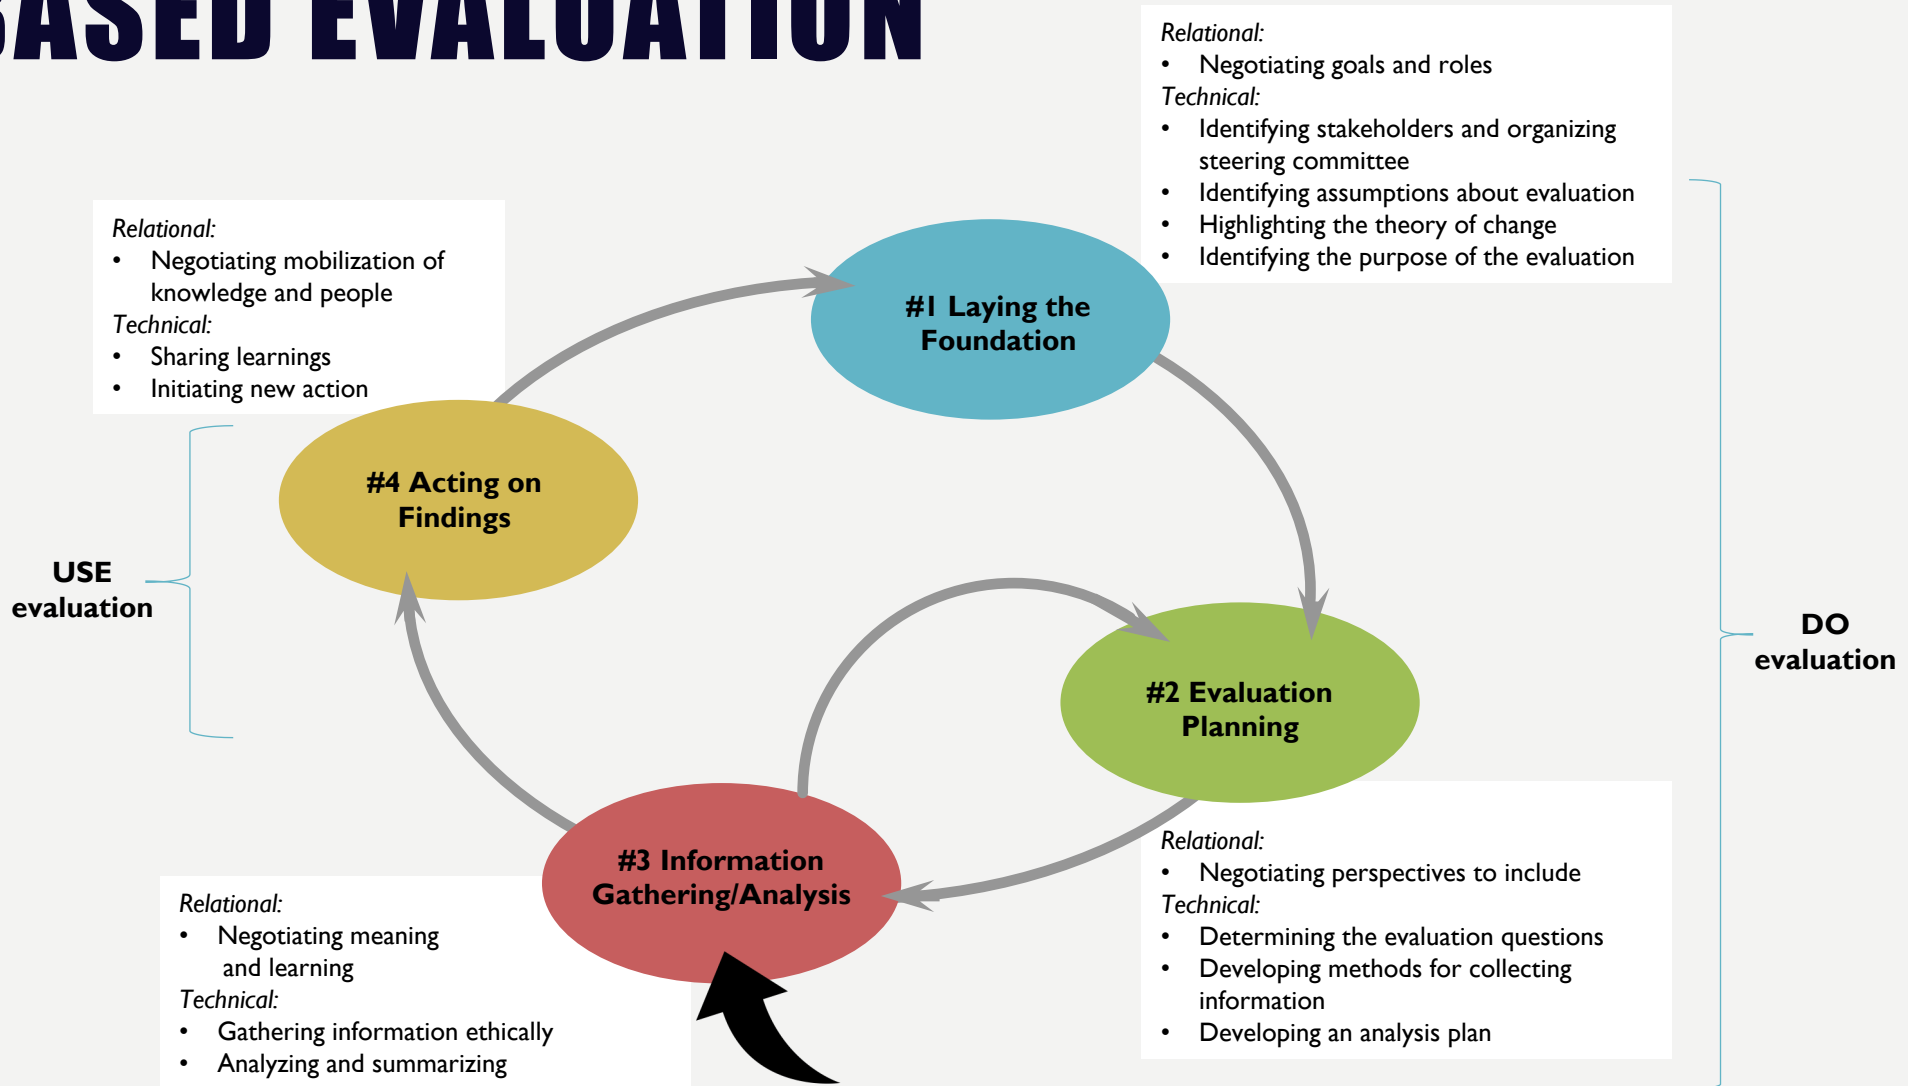 BASED EVALUATION
Relational:
• Negotiating goals and roles
Technical:
• Identifying stakeholders and organizing
steering committee
• Identifying assumptions about evaluation
• Highlighting the theory of change
• Identifying the purpose of the evaluation
Relational:
• Negotiating mobilization of
knowledge and people
Technical:
• Sharing learnings
• Initiating new action
#1 Laying the
Foundation
#4 Acting on
Findings
USE
evaluation
DO
evaluation
#2 Evaluation
Planning
#3 Information
Gathering/Analysis
Relational:
• Negotiating perspectives to include
Technical:
• Determining the evaluation questions
• Developing methods for collecting
information
• Developing an analysis plan
Relational:
• Negotiating meaning
and learning
Technical:
• Gathering information ethically
• Analyzing and summarizing